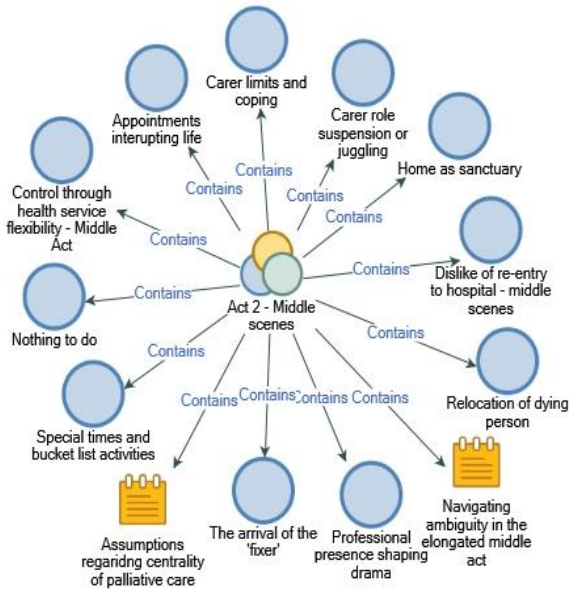 Carer limits and
coping
Appointments
interupting life
Carer role
suspension or
juggling
Home as sanctuary
Control through
health service
flexibility - Middle
Act
Contains
Contains
Contains
Contains
Contains
Dislike of re-entry
to hospital - middle
scenes
Contains
Contains
Nothing to do
Act 2 - Middle
scenes
Contains
Contains
Relocation of dying
person
Special times and
bucket list activities
Contains
Contains
Contains
Contains
Assumptions
regaridng centrality
of palliative care
The arrival of the
'fixer'
Professional
presence shaping
drama
Navigating
ambiguity in the
elongated middle
act